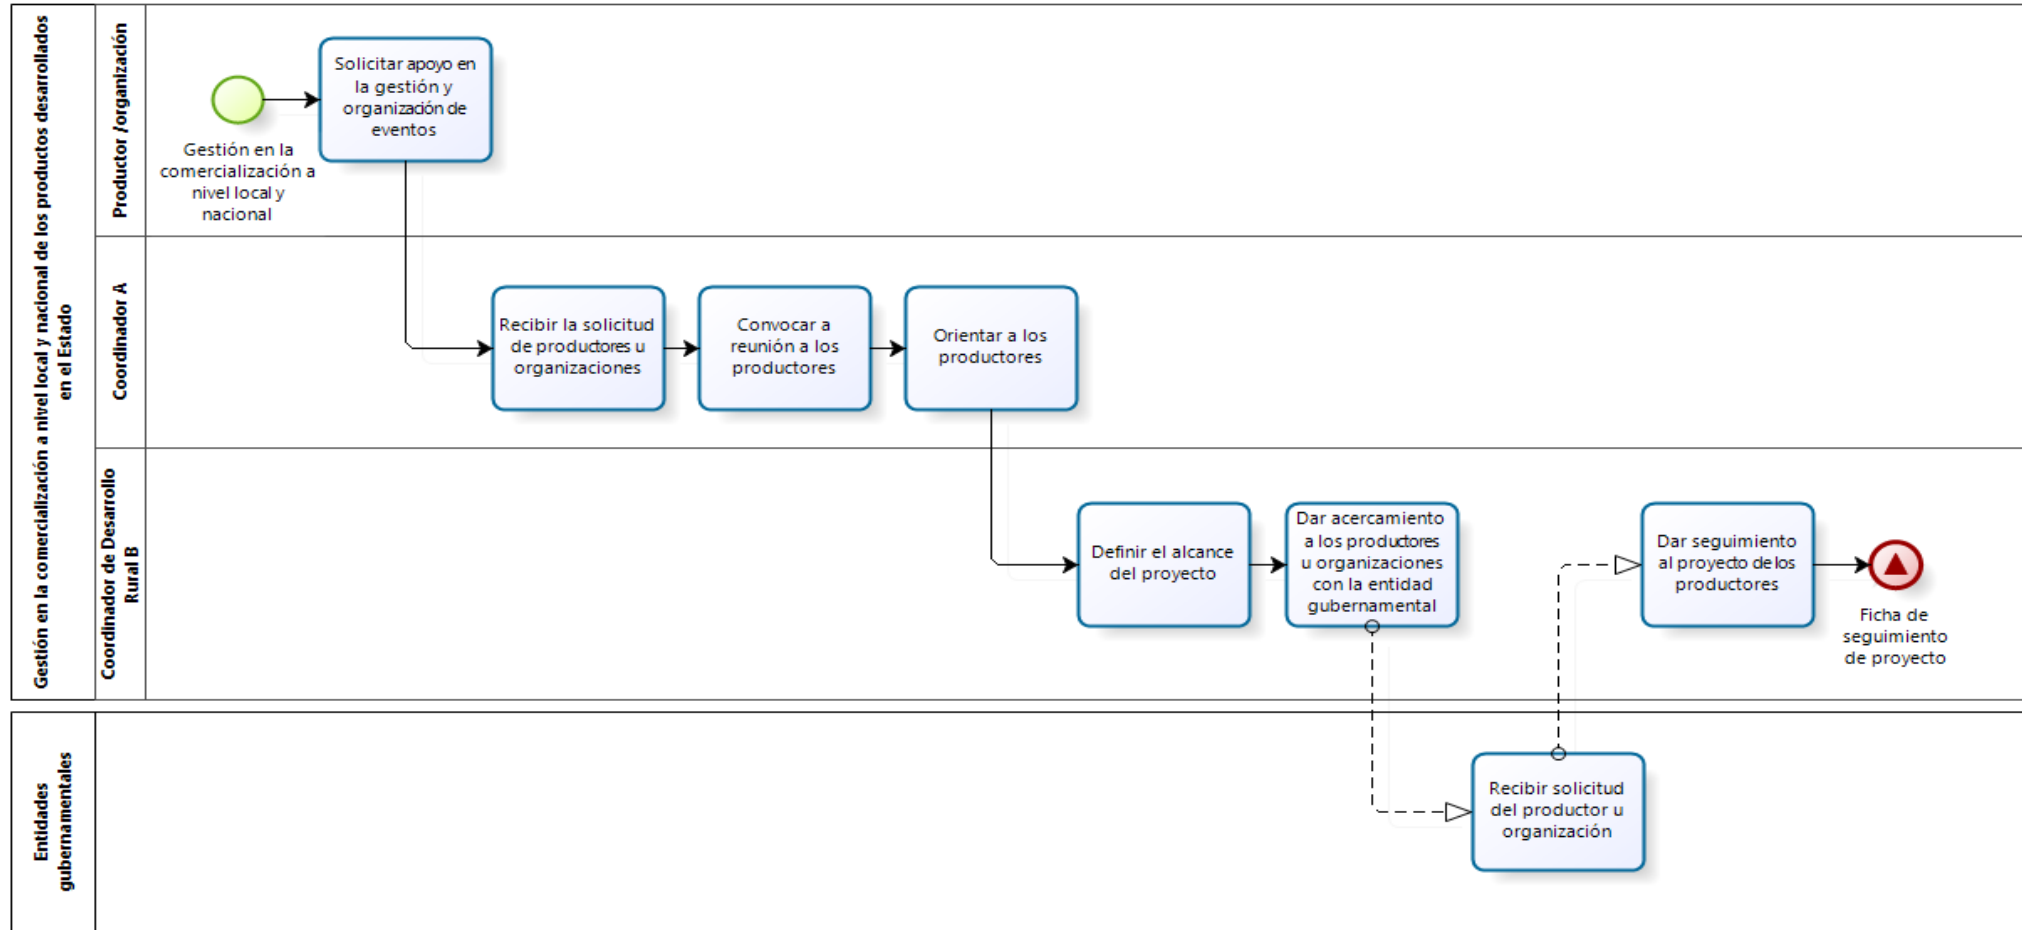 Gestión en la comercialización a nivel local y nacional de los productos desarrollados
en el Estado
Productor /organización
Gestión en la
comercialización a
nivel local y
nacional
Solicitar apoyo en
la gestión y
organización de
eventos
Coordinador A
Recibir la solicitud
de productores u
organizaciones
Convocar a
reunión a los
productores
Orientar a los
productores
Coordinador de Desarrollo
Rural B
Definir el alcance
del proyecto
Dar acercamiento
a los productores
u organizaciones
con la entidad
gubernamental
Dar seguimiento
al proyecto de los
productores
Ficha de
seguimiento
de proyecto
Entidades
gubernamentales
Recibir solicitud
del productor u
organización